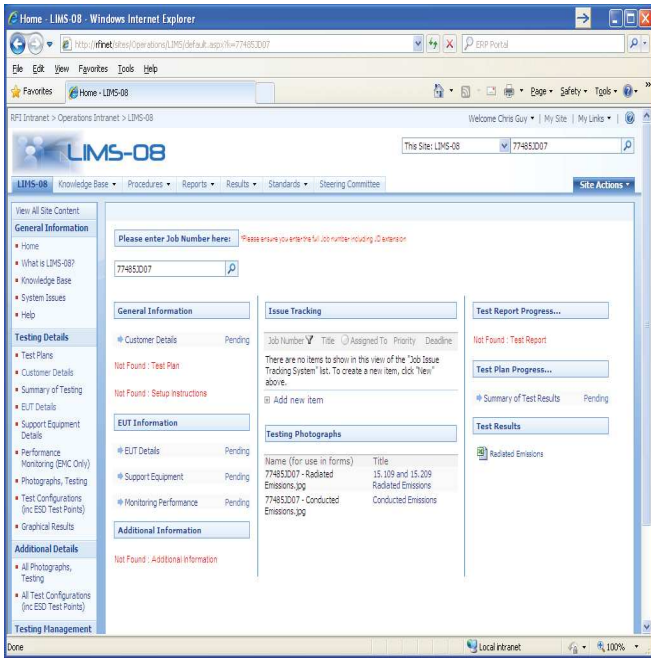 Home - LIMS-08 - Windows Internet Explorer
http://rfinet/sites/Operations/LIMS/default.aspx?k=77485JD07
ERP Portal
File Edit View Favorites Tools Help
Favorites Home - LIMS-08
Page Safety Tools
RFI Intranet > Operations Intranet > LIMS-08
Welcome Chris Guy | My Site | My Links
LIMS-08
This Site: LIMS-08 77485JD07
LIMS-08 Knowledge Base Procedures Reports Results Standards Steering Committee Site Actions
View All Site Content
General Information
Home
What is LIMS-08?
Knowledge Base
System Issues
Help
Testing Details
Test Plans
Customer Details
Summary of Testing
EUT Details
Support Equipment
Details
Performance
Monitoring (EMC Only)
Photographs, Testing
Test Configurations
(inc ESD Test Points)
Graphical Results
Additional Details
All Photographs,
Testing
All Test Configurations
(inc ESD Test Points)
Testing Management
Please enter Job Number here: *Please ensure you enter the full Job number including JD extension
77485JD07
General Information
Customer Details Pending
Not Found : Test Plan
Not Found : Setup Instructions
EUT Information
EUT Details Pending
Support Equipment Pending
Monitoring Performance Pending
Additional Information
Not Found : Additional Information
Issue Tracking
Job Number Title Assigned To Priority Deadline
There are no items to show in this view of the "Job Issue
Tracking System" list. To create a new item, click "New"
above.
Add new item
Testing Photographs
Name (for use in forms) Title
77485JD07 - Radiated 15.109 and 15.209
Emissions.jpg Radiated Emissions
77485JD07 - Conducted Conducted Emissions
Emissions.jpg
Test Report Progress...
Not Found : Test Report
Test Plan Progress...
Summary of Test Results Pending
Test Results
Radiated Emissions
Done Local intranet 100%